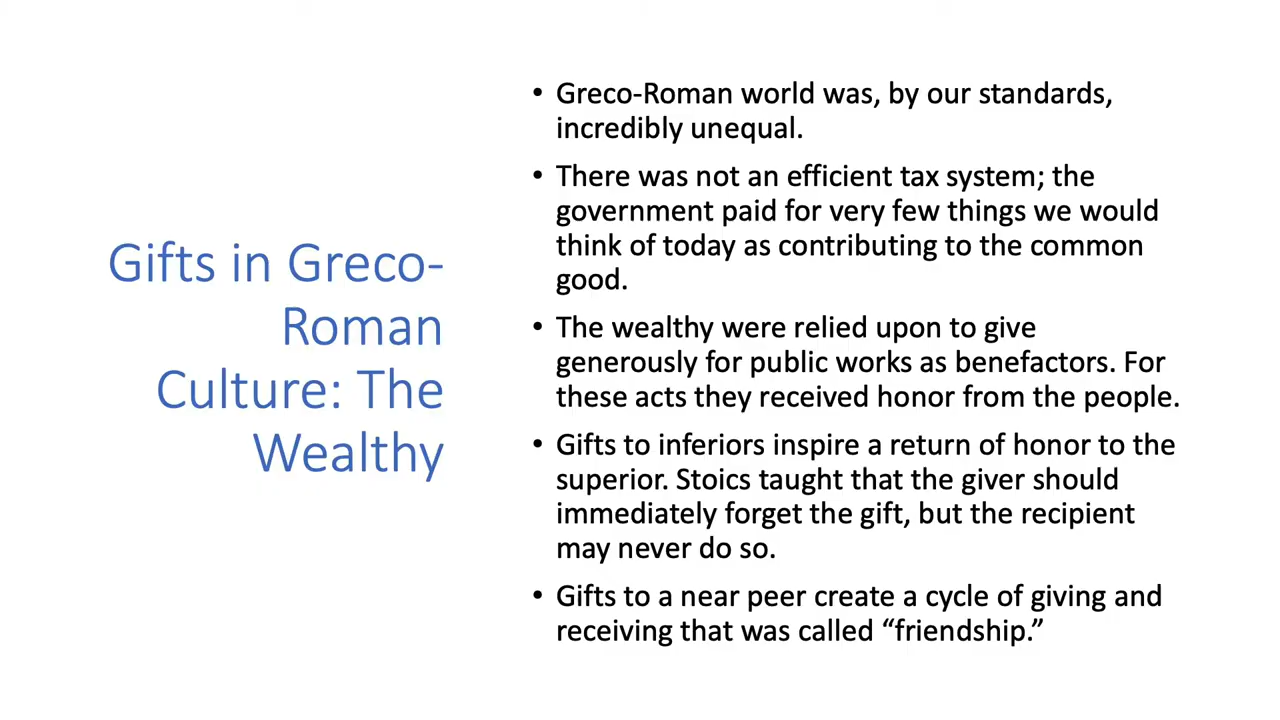 Gifts in Greco-
Roman
Culture: The
Wealthy
• Greco-Roman world was, by our standards,
incredibly unequal.
• There was not an efficient tax system; the
government paid for very few things we would
think of today as contributing to the common
good.
• The wealthy were relied upon to give
generously for public works as benefactors. For
these acts they received honor from the people.
• Gifts to inferiors inspire a return of honor to the
superior. Stoics taught that the giver should
immediately forget the gift, but the recipient
may never do so.
• Gifts to a near peer create a cycle of giving and
receiving that was called “friendship.”